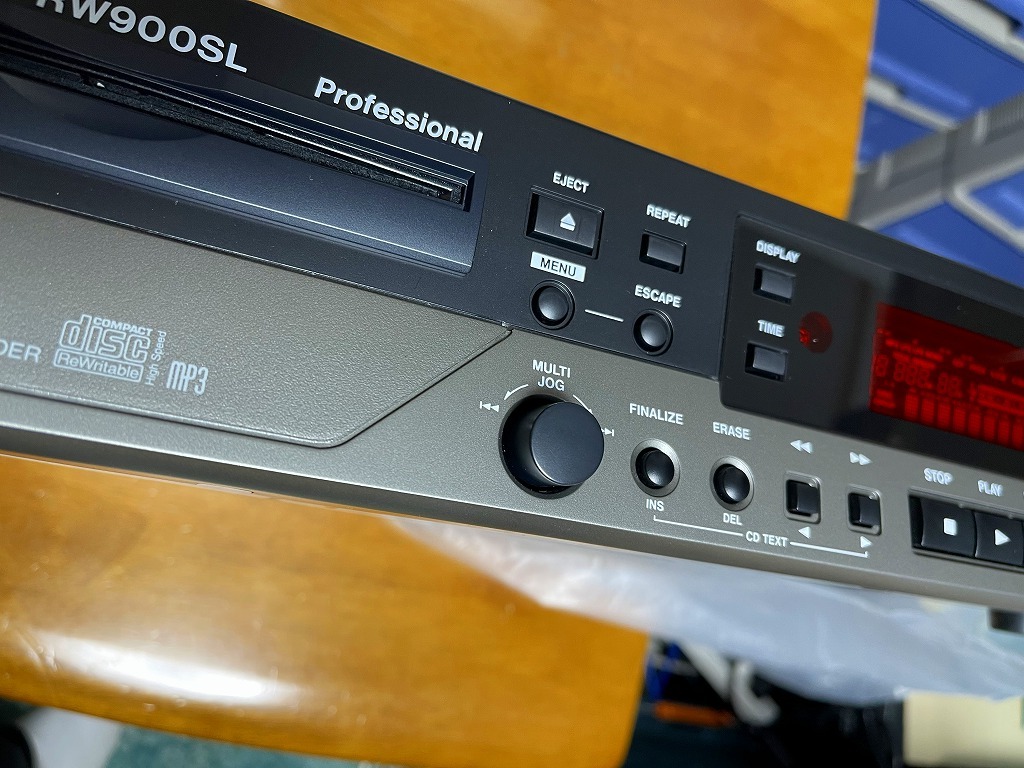 RW900SL
Professional
EJECT
REPEAT
MENU
ESCAPE
DISPLAY
TIME
DER
COMPACT
disc
ReWritable
High Speed
MP3
MULTI
JOG
FINALIZE
ERASE
INS
DEL
CD TEXT
STOP
PLAY